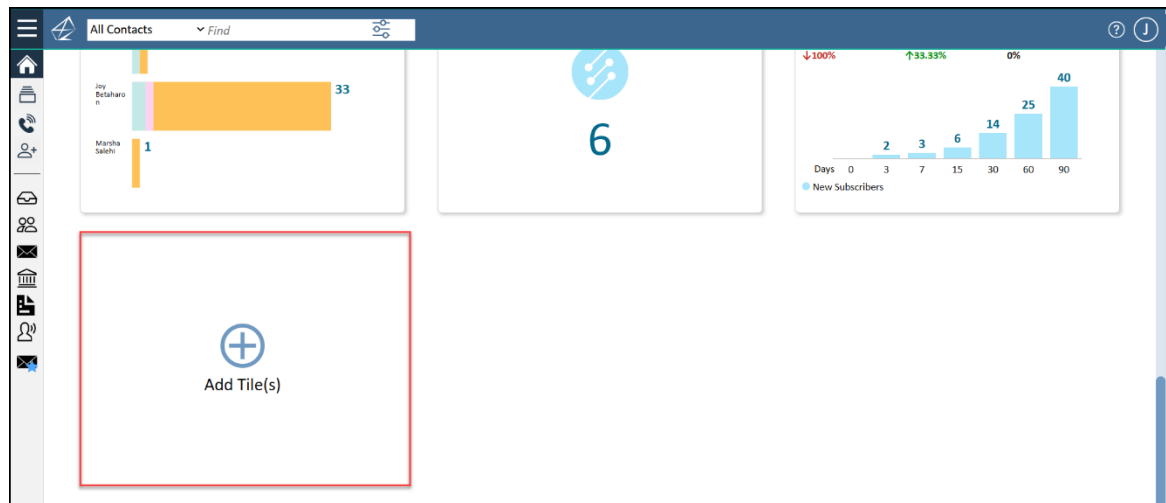 All Contacts Find
? J
Joy
Betaharo
n
33
Marsha
Salehi
1
6
↓100% ↑33.33% 0%
40
25
14
6
3
2
Days 0 3 7 15 30 60 90
New Subscribers
Add Tile(s)